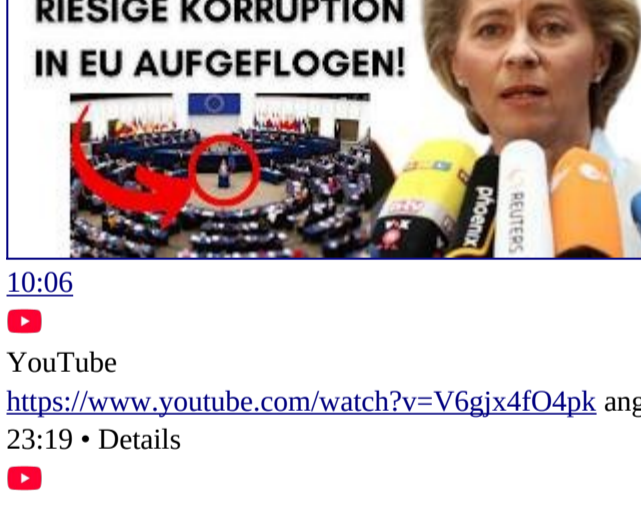 RIESIGE KORRUPTION
IN EU AUFGEFLOGEN!
phoenix
REUTERS
10:06
YouTube
https://www.youtube.com/watch?v=V6gjx4fO4pk ang
23:19 • Details